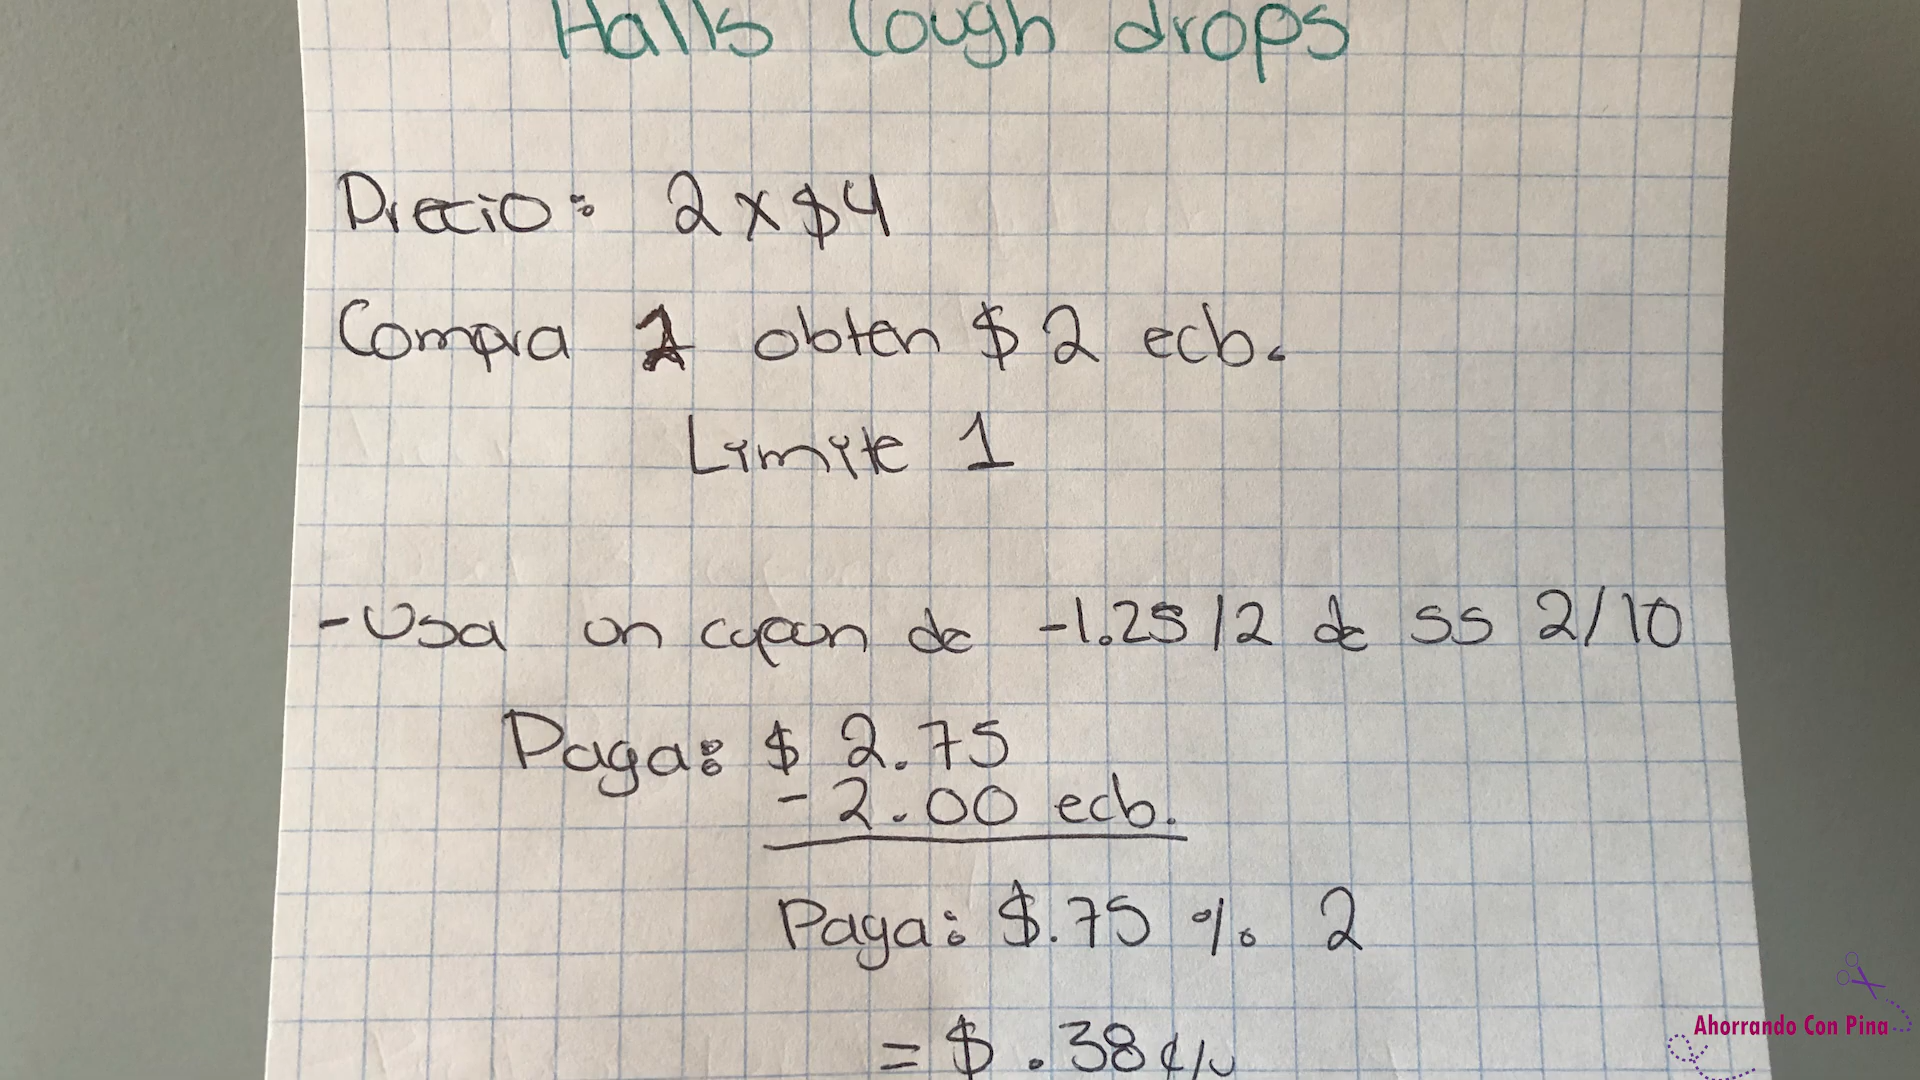 Halls Cough drops
Precio: 2 x $4
Compra 2 obten $2 ecb.
Limite 1
- Usa un cupon de -1.25/2 de SS 2/10
Paga: $ 2.75
- 2.00 ecb.
Paga: $.75 % 2
= $ .38 c/u
Ahorrando Con Pina